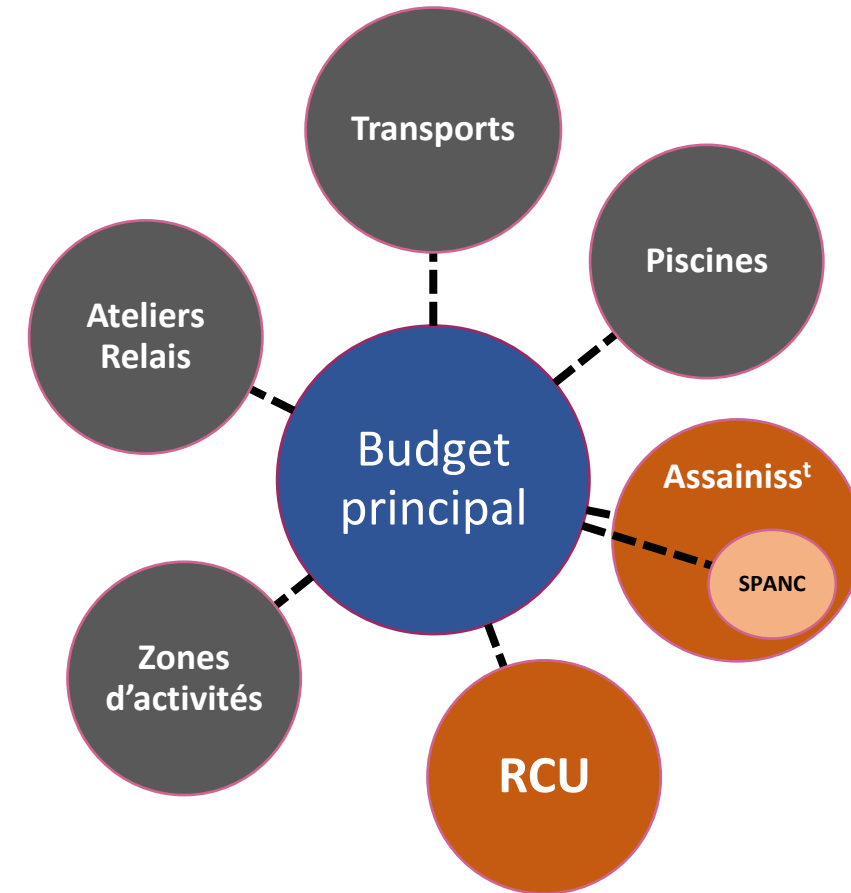 Transports
Piscines
Ateliers
Relais
Budget
principal
Assainissᵗ
SPANC
Zones
d’activités
RCU